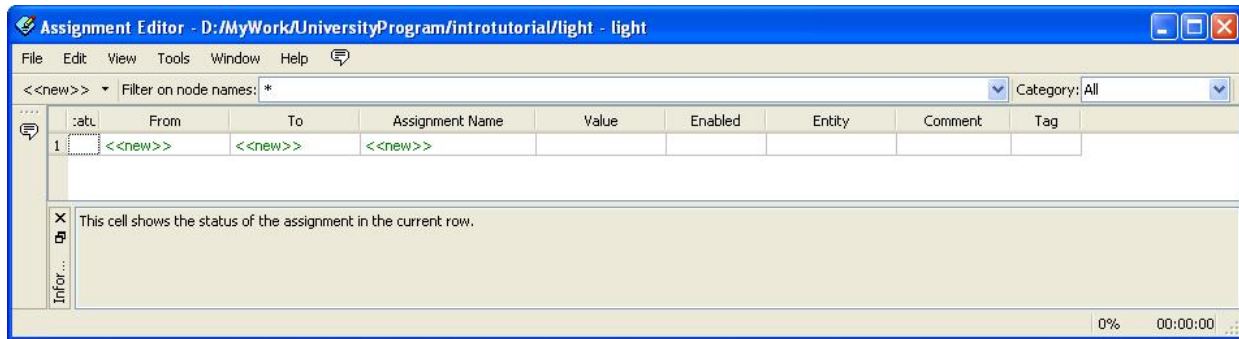 Assignment Editor - D:/MyWork/UniversityProgram/introtutorial/light - light
File Edit View Tools Window Help
<<new>> Filter on node names: * Category: All
:atu From To Assignment Name Value Enabled Entity Comment Tag
1 <<new>> <<new>> <<new>>
This cell shows the status of the assignment in the current row.
Infor...
0% 00:00:00